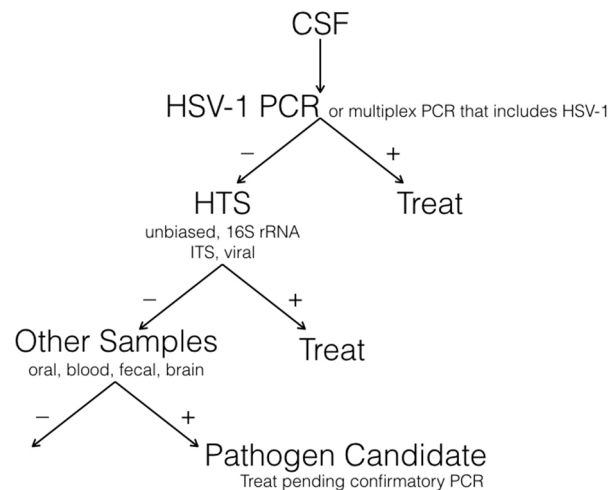 CSF
HSV-1 PCR or multiplex PCR that includes HSV-1
− +
HTS Treat
unbiased, 16S rRNA
ITS, viral
− +
Other Samples Treat
oral, blood, fecal, brain
− +
Pathogen Candidate
Treat pending confirmatory PCR